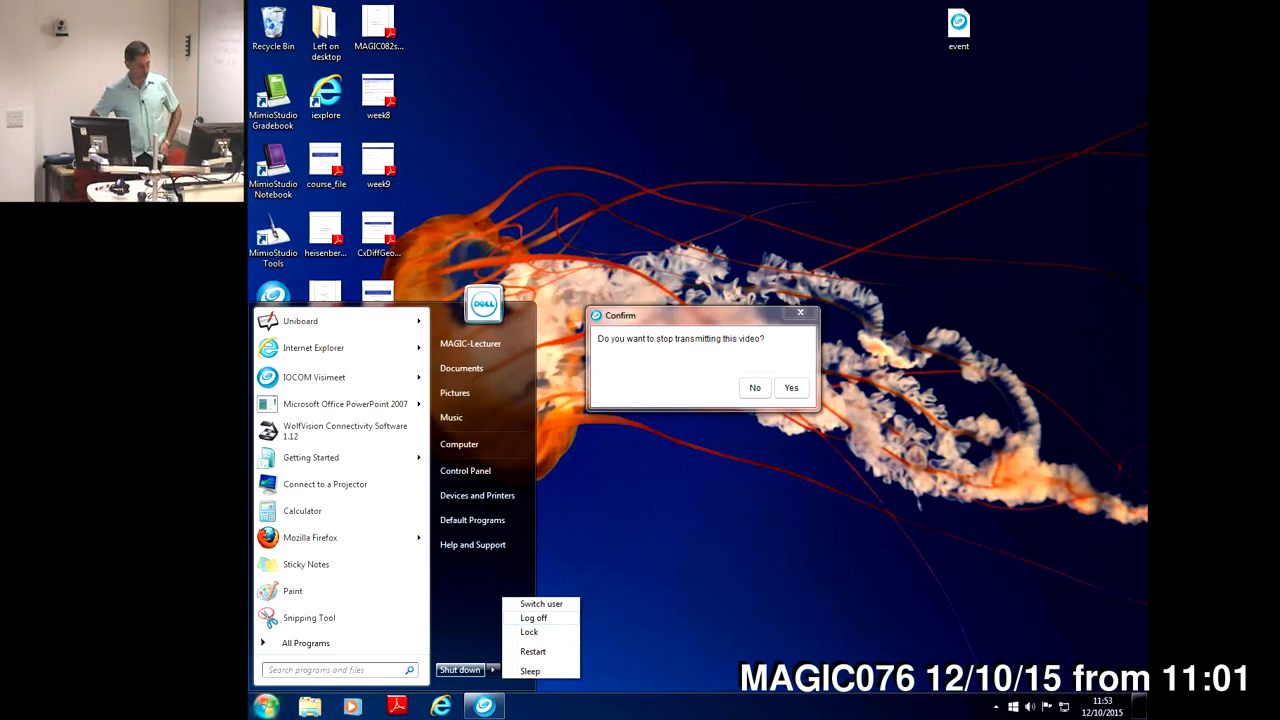 Recycle Bin
Left on
desktop
MAGIC082s...
event
MimioStudio
Gradebook
iexplore
week8
MimioStudio
Notebook
course_file
week9
MimioStudio
Tools
heisenber...
CxDiffGeo...
DELL
Uniboard
Internet Explorer
IOCOM Visimeet
Microsoft Office PowerPoint 2007
WolfVision Connectivity Software
1.12
Getting Started
Connect to a Projector
Calculator
Mozilla Firefox
Sticky Notes
Paint
Snipping Tool
All Programs
Search programs and files
MAGIC-Lecturer
Documents
Pictures
Music
Computer
Control Panel
Devices and Printers
Default Programs
Help and Support
Shut down
Switch user
Log off
Lock
Restart
Sleep
Confirm
Do you want to stop transmitting this video?
No
Yes
MAGIC076 12/10/15 from 11:01
11:53
12/10/2015